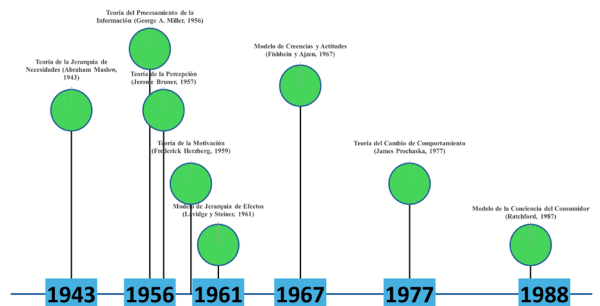 Teoría del Procesamiento de la
Información (George A. Miller, 1956)
Modelo de Creencias y Actitudes
(Fishbein y Ajzen, 1967)
Teoría de la Jerarquía de
Necesidades (Abraham Maslow,
1943)
Teoría de la Percepción
(Jerome Bruner, 1957)
Teoría de la Motivación
(Frederick Herzberg, 1959)
Teoría del Cambio de Comportamiento
(James Prochaska, 1977)
Modelo de Jerarquía de Efectos
(Lavidge y Steiner, 1961)
Modelo de la Conciencia del Consumidor
(Ratchford, 1987)
1943 1956 1961 1967 1977 1988